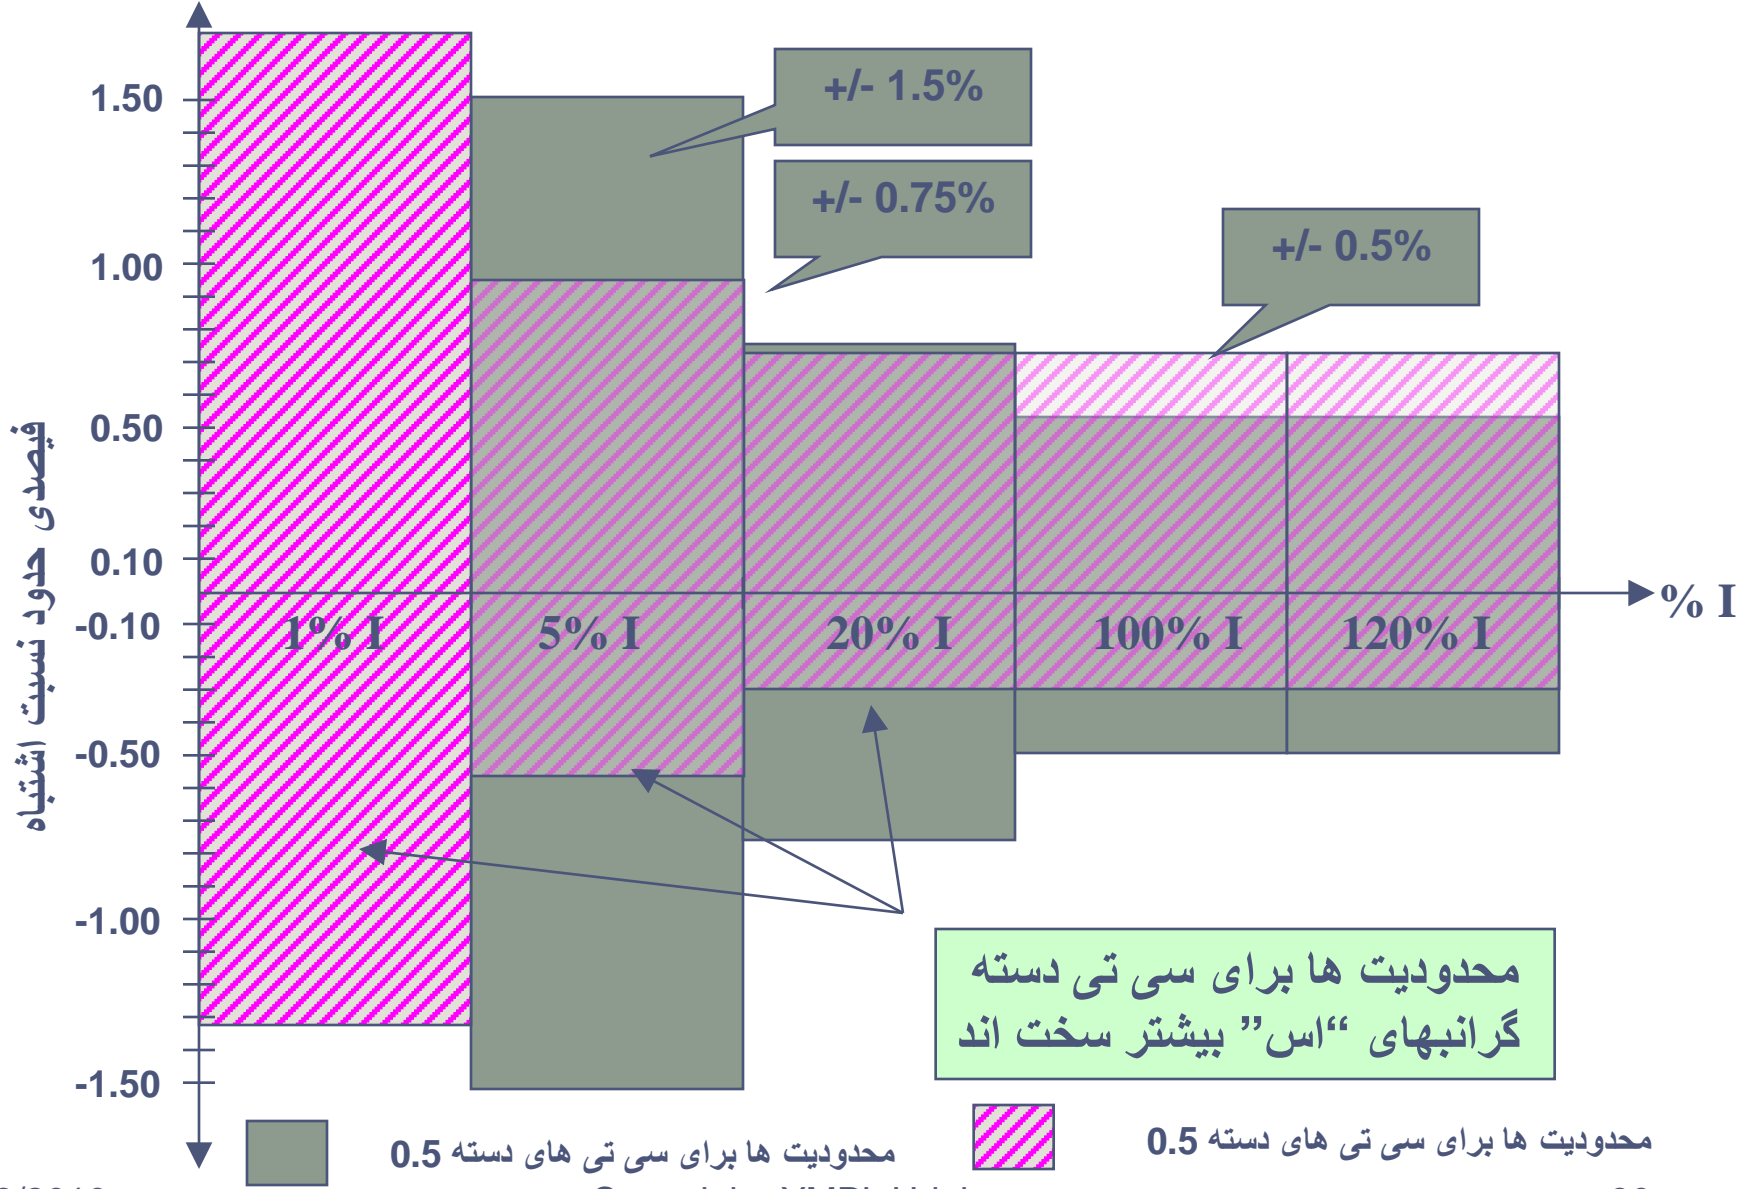 +/- 1.5%
+/- 0.75%
+/- 0.5%
1.50
1.00
0.50
0.10
-0.10
-0.50
-1.00
-1.50
فیصدی حدود نسبت اشتباه
1% I
5% I
20% I
100% I
120% I
% I
محدودیت ها برای سی تی دسته
گرانبهای “اس” بیشتر سخت اند
محدودیت ها برای سی تی های دسته 0.5
محدودیت ها برای سی تی های دسته 0.5